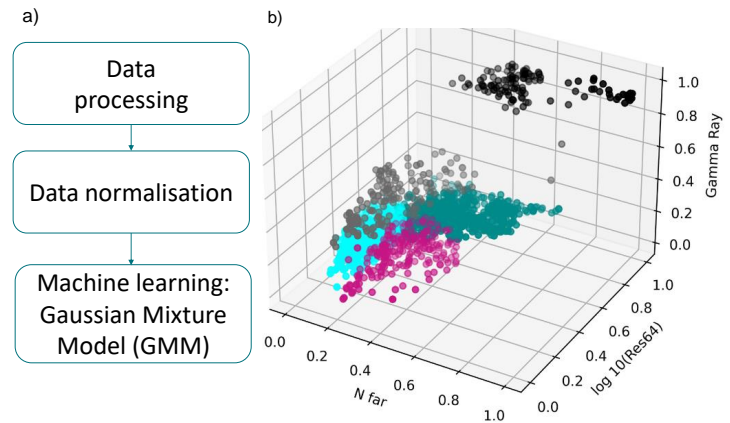 a)
Data
processing
Data normalisation
Machine learning:
Gaussian Mixture
Model (GMM)
b)
1.0
0.8
0.6
0.4
0.2
0.0
Gamma Ray
0.0
0.2
0.4
0.6
0.8
1.0
N far
0.0
0.2
0.4
0.6
0.8
1.0
log 10(Res64)